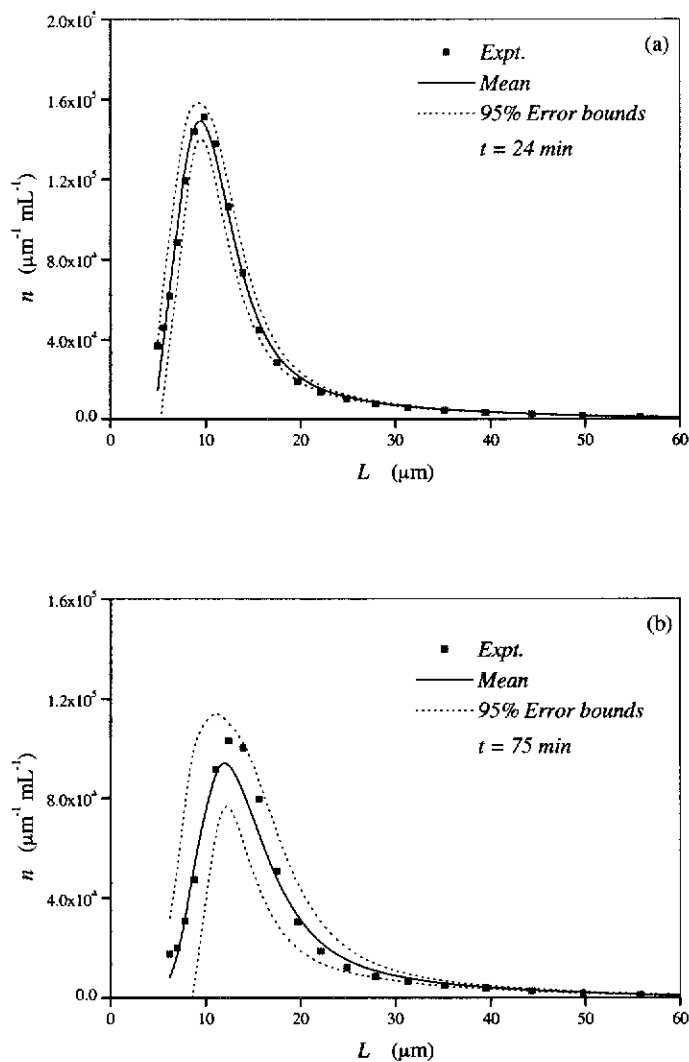 2.0x10⁵
(a)
Expt.
Mean
1.6x10⁵
95% Error bounds
t = 24 min
1.2x10⁵
n (μm⁻¹ mL⁻¹)
8.0x10⁴
4.0x10⁴
0.0
0 10 20 30 40 50 60
L (μm)
1.6x10⁵
(b)
Expt.
Mean
1.2x10⁵
95% Error bounds
t = 75 min
n (μm⁻¹ mL⁻¹)
8.0x10⁴
4.0x10⁴
0.0
0 10 20 30 40 50 60
L (μm)